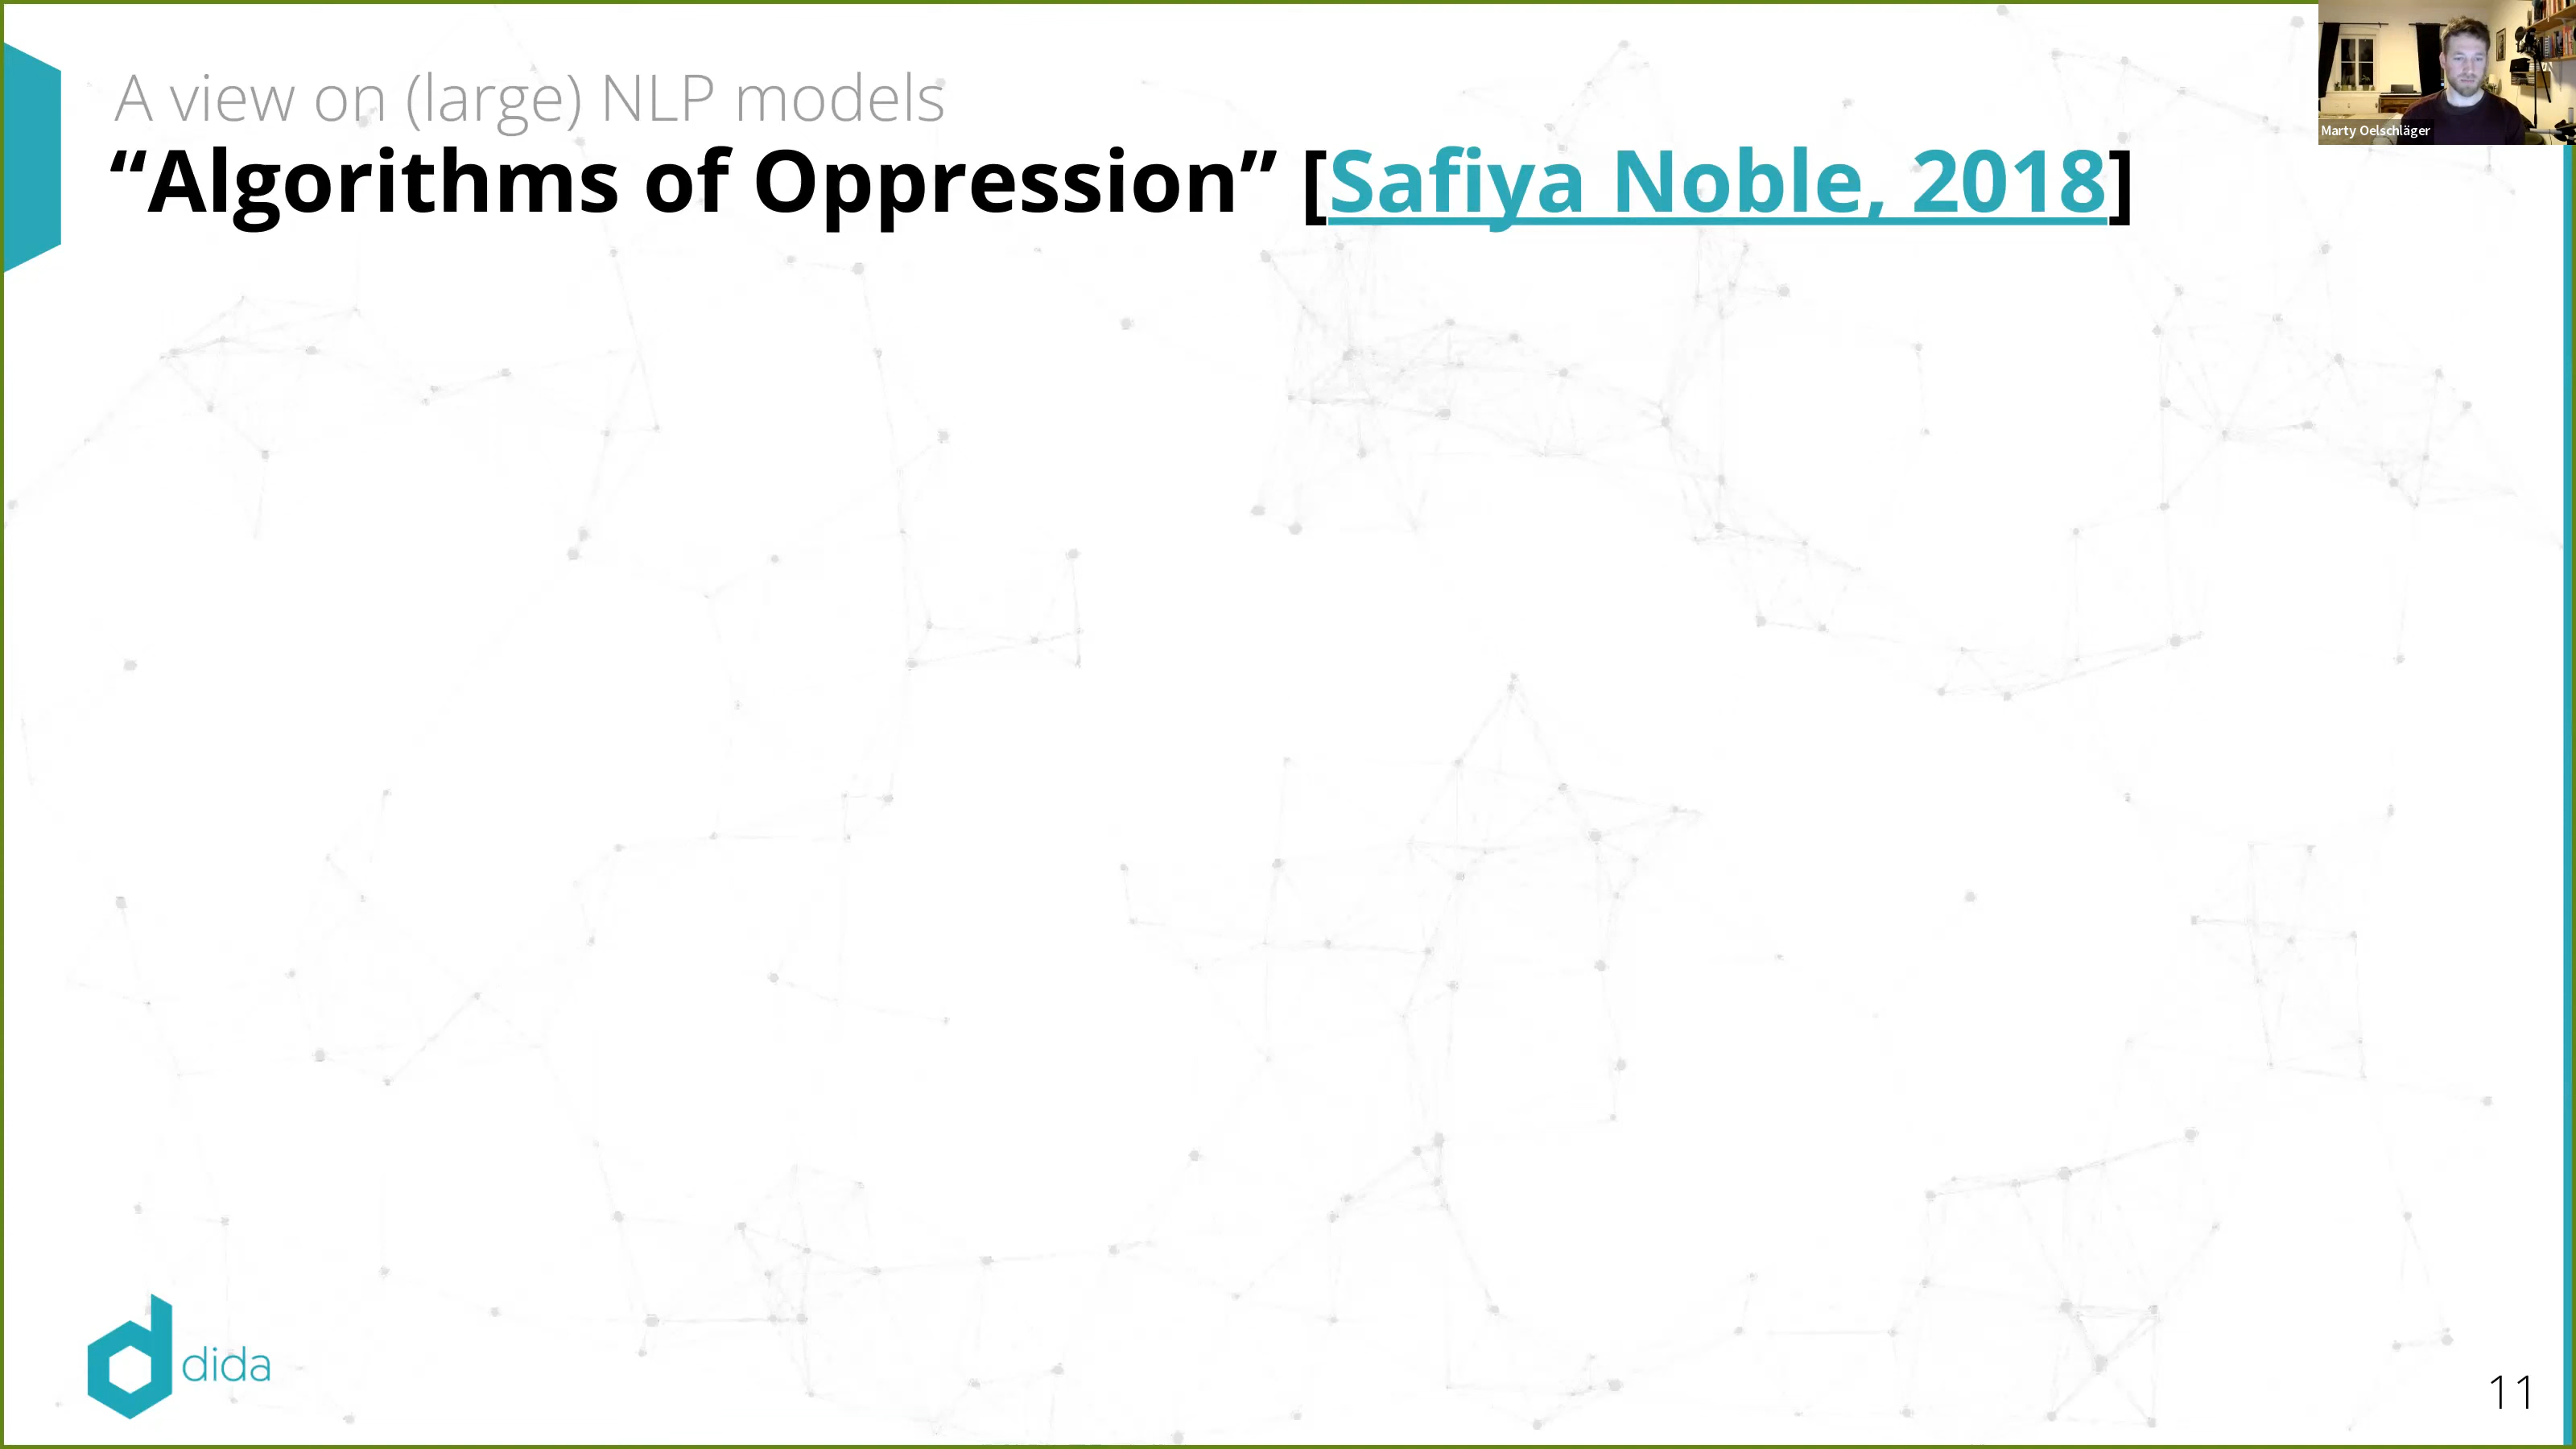 A view on (large) NLP models
“Algorithms of Oppression” [Safiya Noble, 2018]
Marty Oelschläger
dida
11